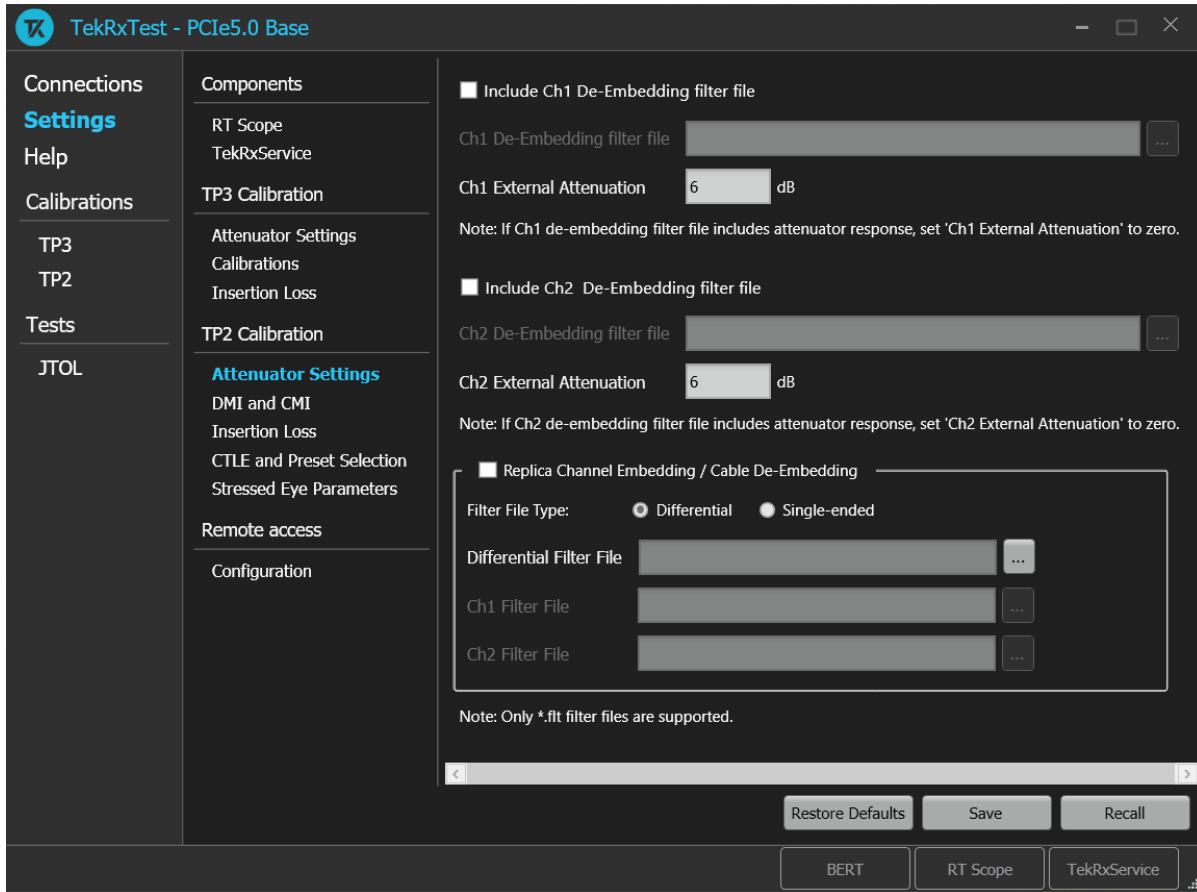 TekRxTest - PCIe5.0 Base
Connections
Settings
Help
Calibrations
TP3
TP2
Tests
JTOL
Components
RT Scope
TekRxService
TP3 Calibration
Attenuator Settings
Calibrations
Insertion Loss
TP2 Calibration
Attenuator Settings
DMI and CMI
Insertion Loss
CTLE and Preset Selection
Stressed Eye Parameters
Remote access
Configuration
Include Ch1 De-Embedding filter file
Ch1 De-Embedding filter file ...
Ch1 External Attenuation 6 dB
Note: If Ch1 de-embedding filter file includes attenuator response, set 'Ch1 External Attenuation' to zero.
Include Ch2 De-Embedding filter file
Ch2 De-Embedding filter file ...
Ch2 External Attenuation 6 dB
Note: If Ch2 de-embedding filter file includes attenuator response, set 'Ch2 External Attenuation' to zero.
Replica Channel Embedding / Cable De-Embedding
Filter File Type: Differential Single-ended
Differential Filter File ...
Ch1 Filter File ...
Ch2 Filter File ...
Note: Only *.flt filter files are supported.
Restore Defaults Save Recall
BERT RT Scope TekRxService